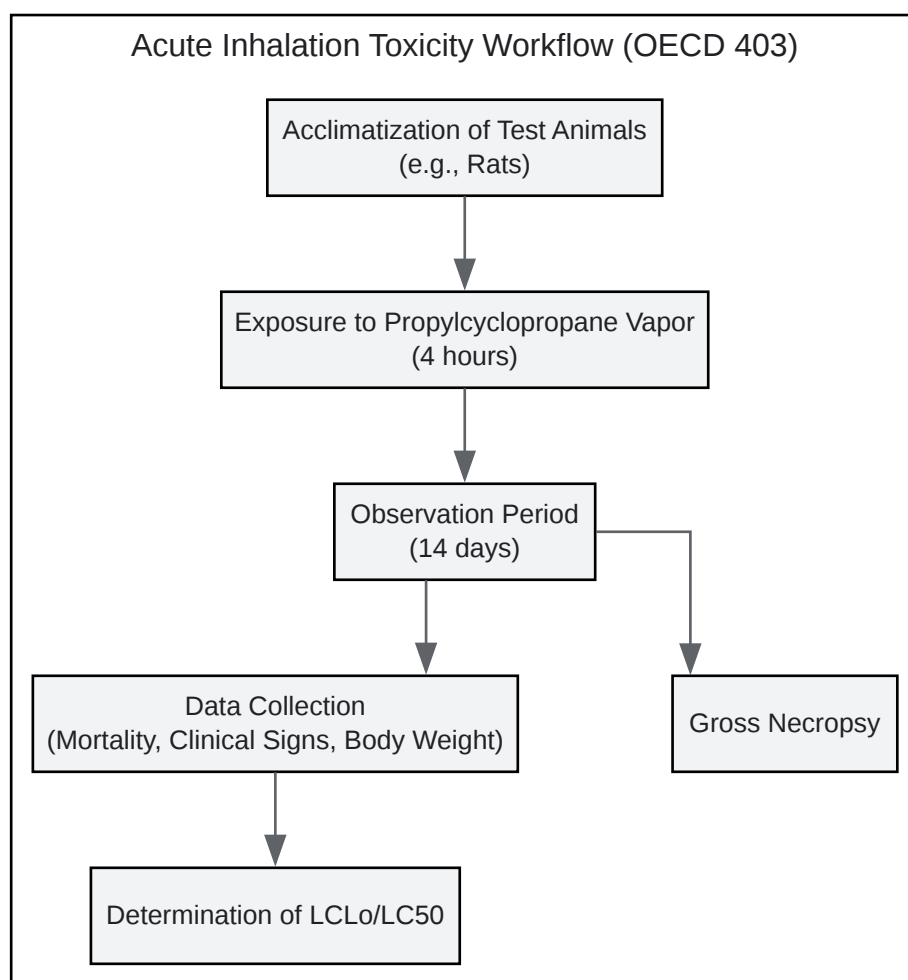 Acute Inhalation Toxicity Workflow (OECD 403)
Acclimatization of Test Animals
(e.g., Rats)
Exposure to Propylcyclopropane Vapor
(4 hours)
Observation Period
(14 days)
Data Collection
(Mortality, Clinical Signs, Body Weight)
Gross Necropsy
Determination of LCLo/LC50